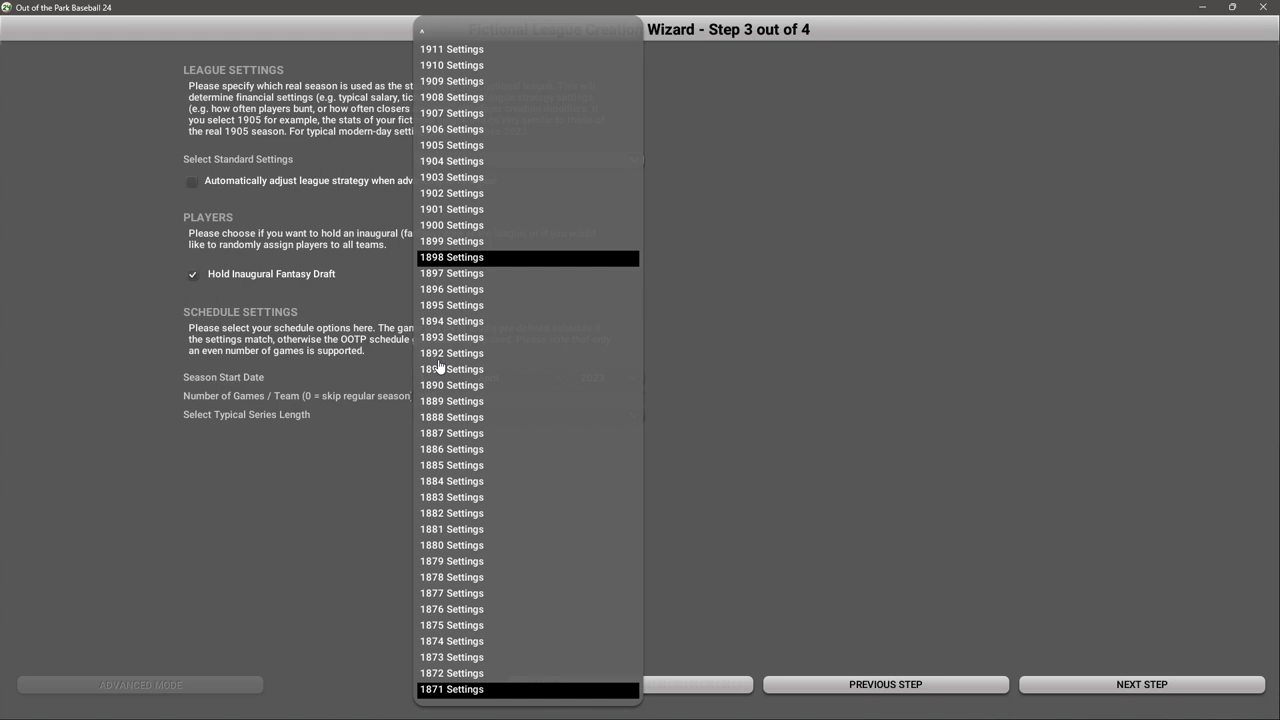 Out of the Park Baseball 24
Fictional League Creation Wizard - Step 3 out of 4
LEAGUE SETTINGS
Please specify which real season is used as the st
determine financial settings (e.g. typical salary, tic
(e.g. how often players bunt, or how often closers
you select 1905 for example, the stats of your fict
the real 1905 season. For typical modern-day setti
Select Standard Settings
Automatically adjust league strategy when adv
PLAYERS
Please choose if you want to hold an inaugural (fa
like to randomly assign players to all teams.
Hold Inaugural Fantasy Draft
SCHEDULE SETTINGS
Please select your schedule options here. The gam
the settings match, otherwise the OOTP schedule
an even number of games is supported.
Season Start Date
2023
Number of Games / Team (0 = skip regular season)
Select Typical Series Length
1911 Settings
1910 Settings
1909 Settings
1908 Settings
1907 Settings
1906 Settings
1905 Settings
1904 Settings
1903 Settings
1902 Settings
1901 Settings
1900 Settings
1899 Settings
1898 Settings
1897 Settings
1896 Settings
1895 Settings
1894 Settings
1893 Settings
1892 Settings
1891 Settings
1890 Settings
1889 Settings
1888 Settings
1887 Settings
1886 Settings
1885 Settings
1884 Settings
1883 Settings
1882 Settings
1881 Settings
1880 Settings
1879 Settings
1878 Settings
1877 Settings
1876 Settings
1875 Settings
1874 Settings
1873 Settings
1872 Settings
1871 Settings
ADVANCED MODE
PREVIOUS STEP
NEXT STEP